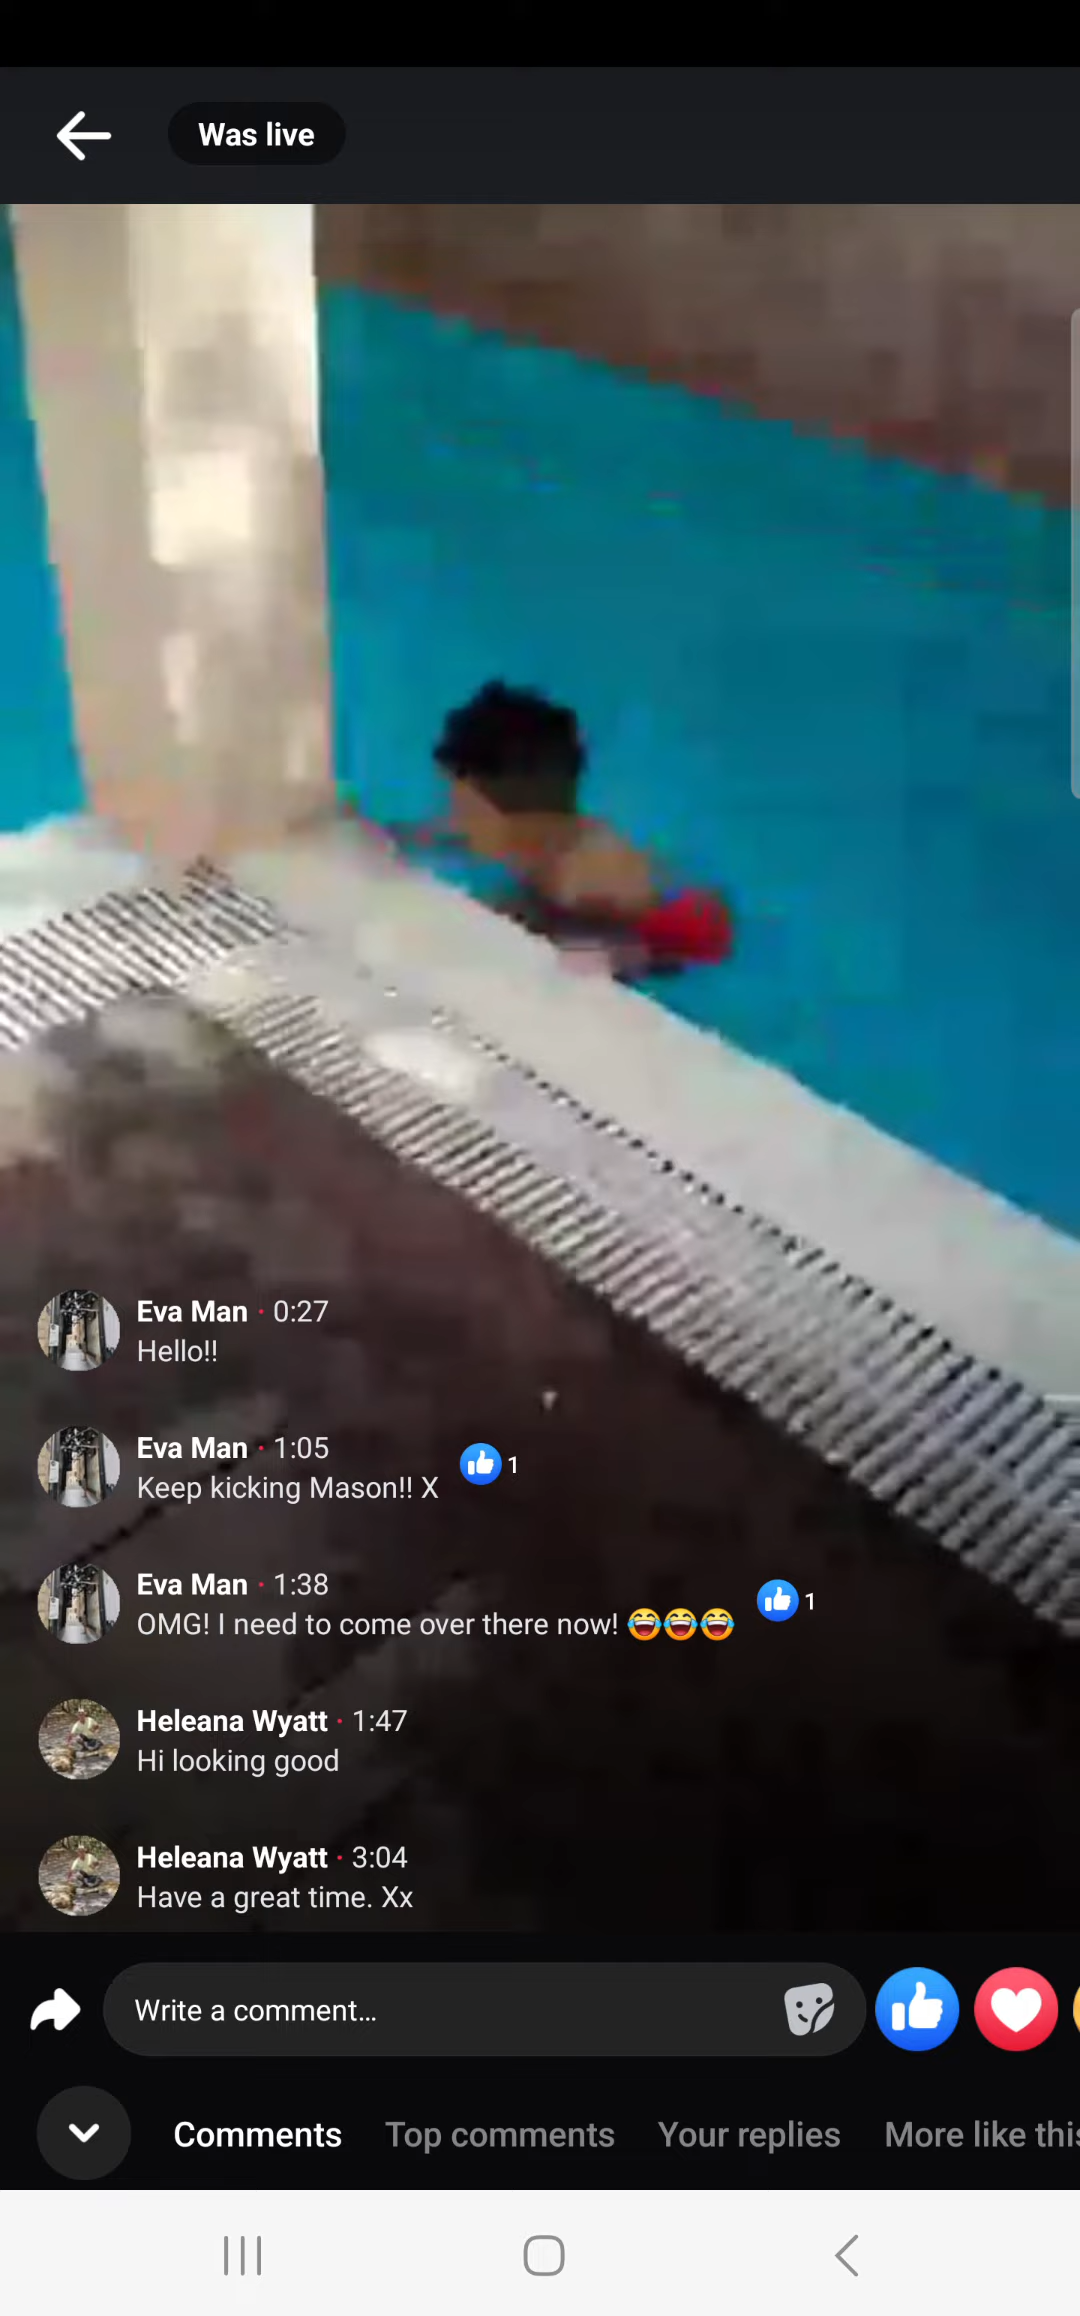 Was live
Eva Man · 0:27
Hello!!
Eva Man · 1:05
Keep kicking Mason!! X
1
Eva Man · 1:38
OMG! I need to come over there now! 😂😂😂
1
Heleana Wyatt · 1:47
Hi looking good
Heleana Wyatt · 3:04
Have a great time. Xx
Write a comment...
Comments Top comments Your replies More like this